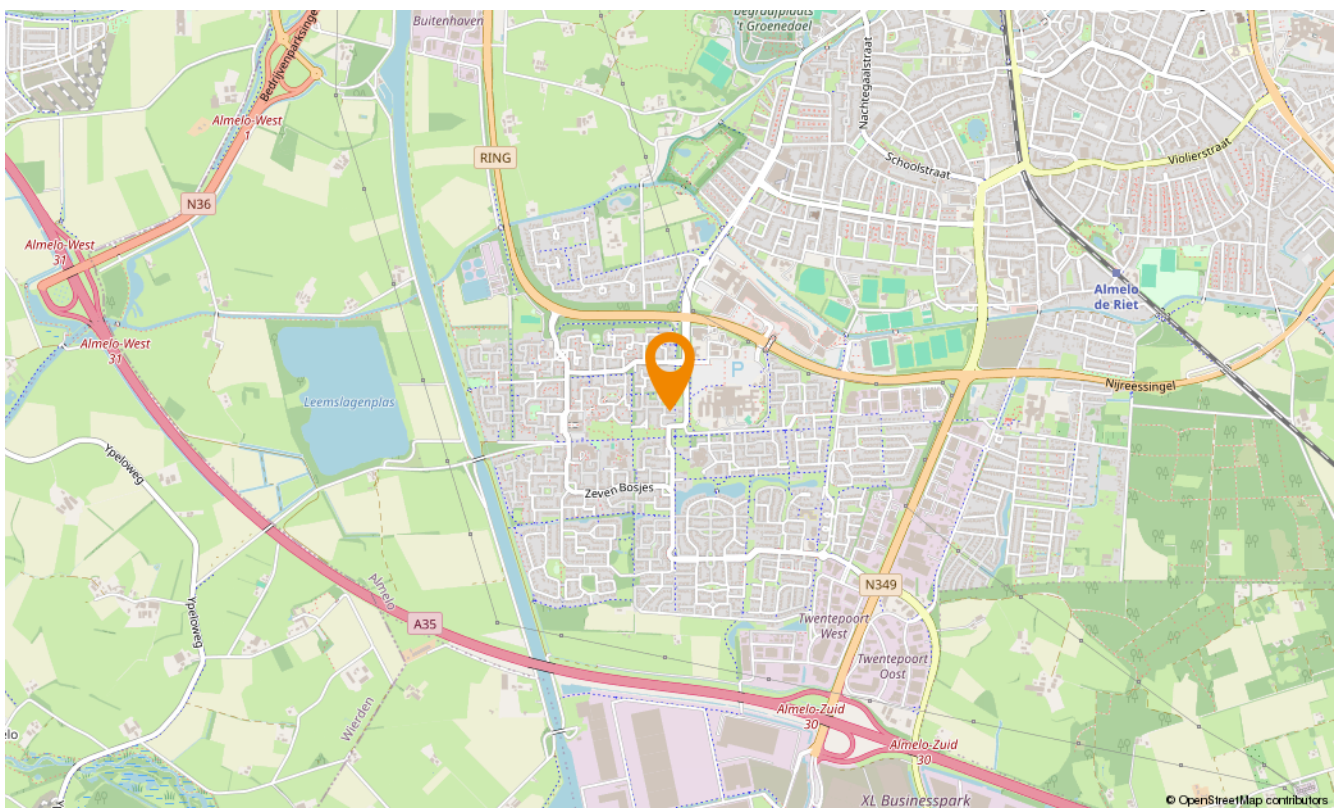 Buitenhaven
begraafplaats
't Groenedael
Bedrijvenparksingel
Nachtegaalstraat
Almelo-West
1
RING
Schoolstraat
Violierstraat
N36
Almelo-West
31
Almelo
de Riet
Almelo-West
31
P
Leemslagenplas
Nijreessingel
Ypeloweg
Zeven Bosjes
Almelo
N349
Ypeloweg
A35
Twentepoort
West
Twentepoort
Oost
Wierden
Almelo-Zuid
30
elo
Almelo-Zuid
30
XL Businesspark
© OpenStreetMap contributors